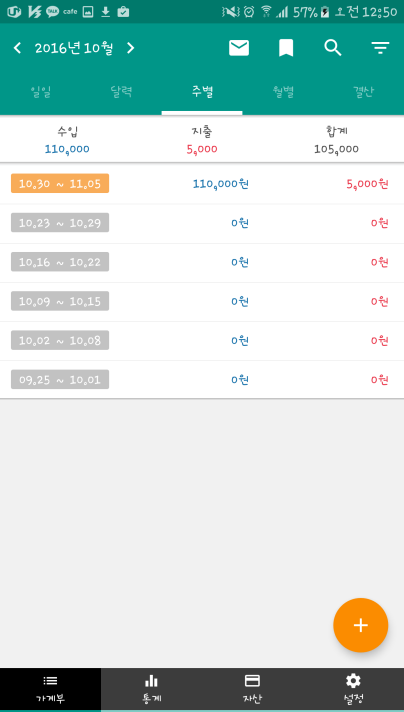 TALK cafe 57% 오전 12:50
2016년 10월
일일 달력 주별 월별 결산
수입 지출 합계
110,000 5,000 105,000
10.30 ~ 11.05 110,000원 5,000원
10.23 ~ 10.29 0원 0원
10.16 ~ 10.22 0원 0원
10.09 ~ 10.15 0원 0원
10.02 ~ 10.08 0원 0원
09.25 ~ 10.01 0원 0원
가계부 통계 자산 설정